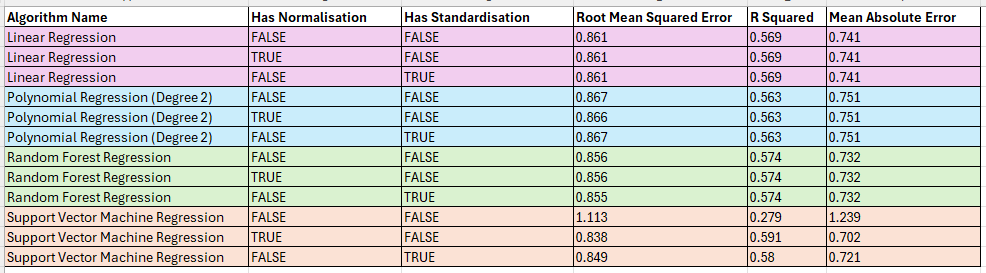 Algorithm Name Has Normalisation Has Standardisation Root Mean Squared Error R Squared Mean Absolute Error
Linear Regression FALSE FALSE 0.861 0.569 0.741
Linear Regression TRUE FALSE 0.861 0.569 0.741
Linear Regression FALSE TRUE 0.861 0.569 0.741
Polynomial Regression (Degree 2) FALSE FALSE 0.867 0.563 0.751
Polynomial Regression (Degree 2) TRUE FALSE 0.866 0.563 0.751
Polynomial Regression (Degree 2) FALSE TRUE 0.867 0.563 0.751
Random Forest Regression FALSE FALSE 0.856 0.574 0.732
Random Forest Regression TRUE FALSE 0.856 0.574 0.732
Random Forest Regression FALSE TRUE 0.855 0.574 0.732
Support Vector Machine Regression FALSE FALSE 1.113 0.279 1.239
Support Vector Machine Regression TRUE FALSE 0.838 0.591 0.702
Support Vector Machine Regression FALSE TRUE 0.849 0.58 0.721